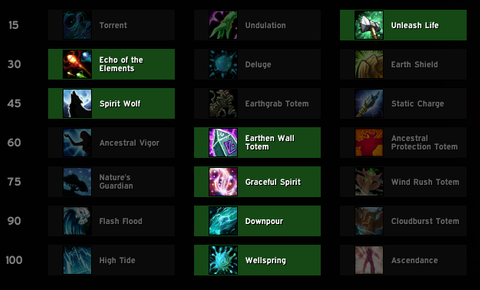 15 Torrent Undulation Unleash Life
30 Echo of the Elements Deluge Earth Shield
45 Spirit Wolf Earthgrab Totem Static Charge
60 Ancestral Vigor Earthen Wall Totem Ancestral Protection Totem
75 Nature's Guardian Graceful Spirit Wind Rush Totem
90 Flash Flood Downpour Cloudburst Totem
100 High Tide Wellspring Ascendance